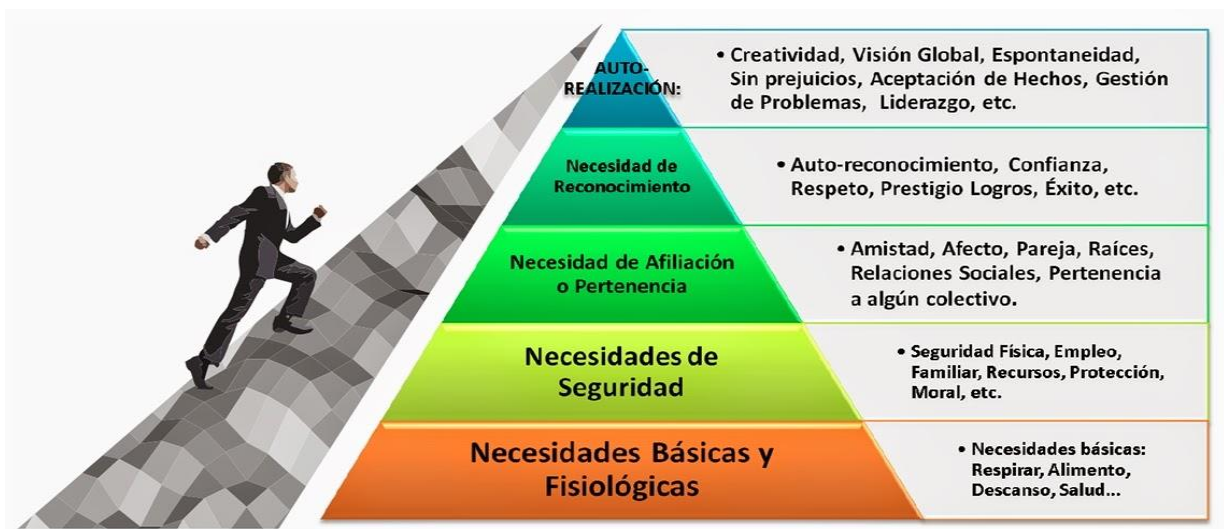 AUTO-
REALIZACIÓN:
• Creatividad, Visión Global, Espontaneidad,
Sin prejuicios, Aceptación de Hechos, Gestión
de Problemas, Liderazgo, etc.
Necesidad de
Reconocimiento
• Auto-reconocimiento, Confianza,
Respeto, Prestigio Logros, Éxito, etc.
Necesidad de Afiliación
o Pertenencia
• Amistad, Afecto, Pareja, Raíces,
Relaciones Sociales, Pertenencia
a algún colectivo.
Necesidades de
Seguridad
• Seguridad Física, Empleo,
Familiar, Recursos, Protección,
Moral, etc.
Necesidades Básicas y
Fisiológicas
• Necesidades básicas:
Respirar, Alimento,
Descanso, Salud...